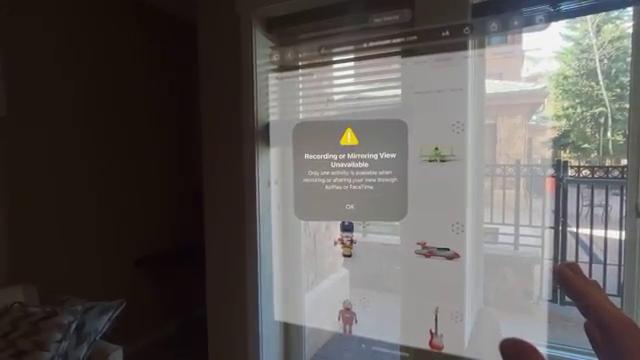 Recording or Mirroring View
Unavailable
Only one activity is available when
mirroring or sharing your view through
AirPlay or FaceTime.
OK